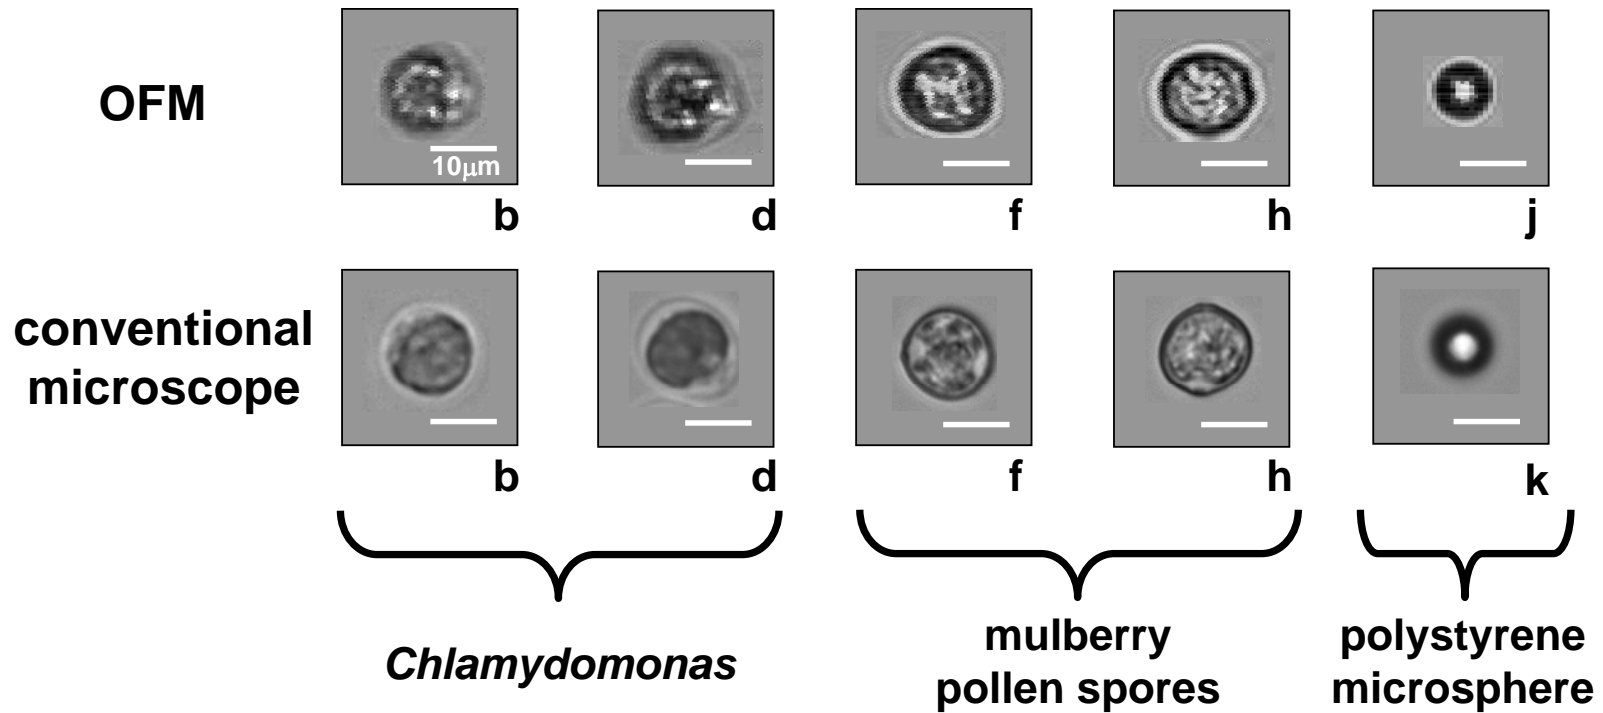 OFM
10μm
b d f h j
conventional
microscope
b d f h k
Chlamydomonas
mulberry
pollen spores
polystyrene
microsphere